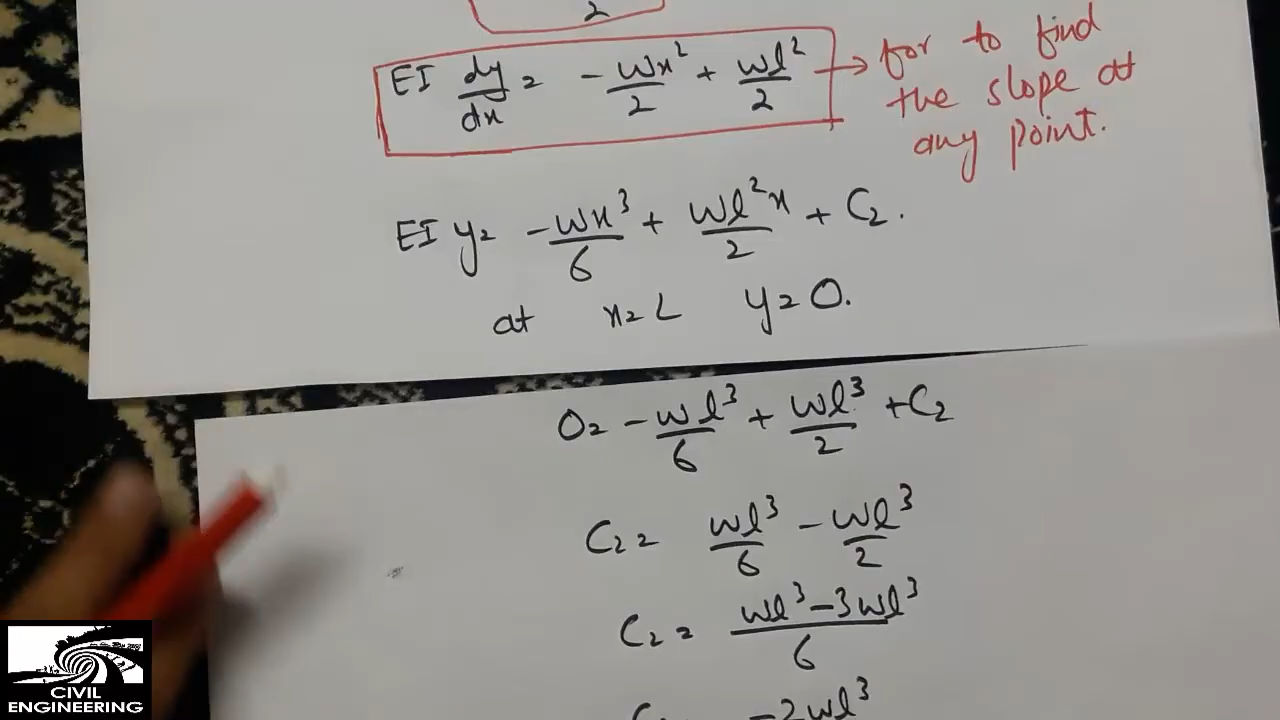 2
EI dy/dx = -Wx²/2 + Wl²/2 → for to find
the slope at
any point.
EI y = -Wx³/6 + Wl²x/2 + C₂.
at x = L y = 0.
0 = -Wl³/6 + Wl³/2 + C₂
C₂ = Wl³/6 - Wl³/2
C₂ = Wl³-3Wl³/6
-2Wl³
CIVIL
ENGINEERING